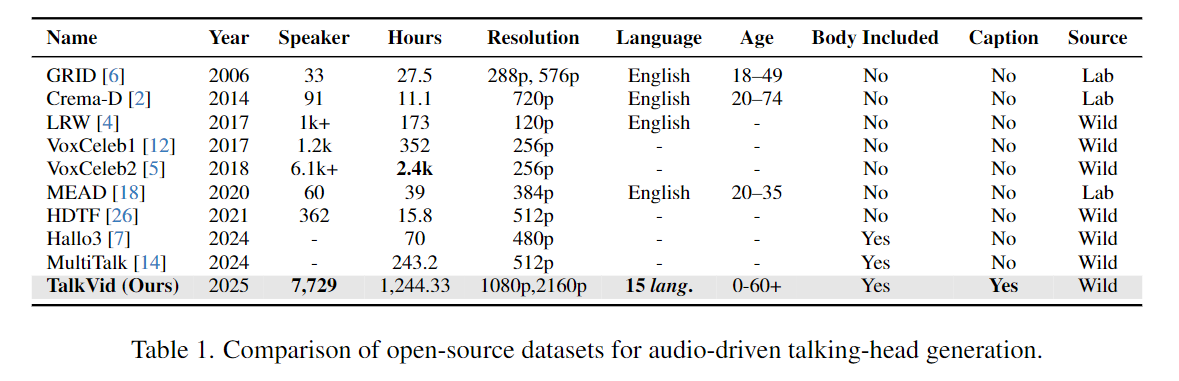 Name Year Speaker Hours Resolution Language Age Body Included Caption Source
GRID [6] 2006 33 27.5 288p, 576p English 18–49 No No Lab
Crema-D [2] 2014 91 11.1 720p English 20–74 No No Lab
LRW [4] 2017 1k+ 173 120p English - No No Wild
VoxCeleb1 [12] 2017 1.2k 352 256p - - No No Wild
VoxCeleb2 [5] 2018 6.1k+ 2.4k 256p - - No No Wild
MEAD [18] 2020 60 39 384p English 20–35 No No Lab
HDTF [26] 2021 362 15.8 512p - - No No Wild
Hallo3 [7] 2024 - 70 480p - - Yes No Wild
MultiTalk [14] 2024 - 243.2 512p - - Yes No Wild
TalkVid (Ours) 2025 7,729 1,244.33 1080p,2160p 15 lang. 0-60+ Yes Yes Wild
Table 1. Comparison of open-source datasets for audio-driven talking-head generation.